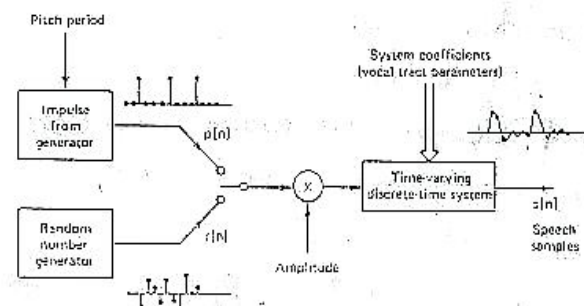 Pitch period
Impulse
from
generator
p[n]
Random
number
generator
r[n]
x
Amplitude
System coefficients
(vocal tract parameters)
Time-varying
discrete-time system
s[n]
Speech
samples